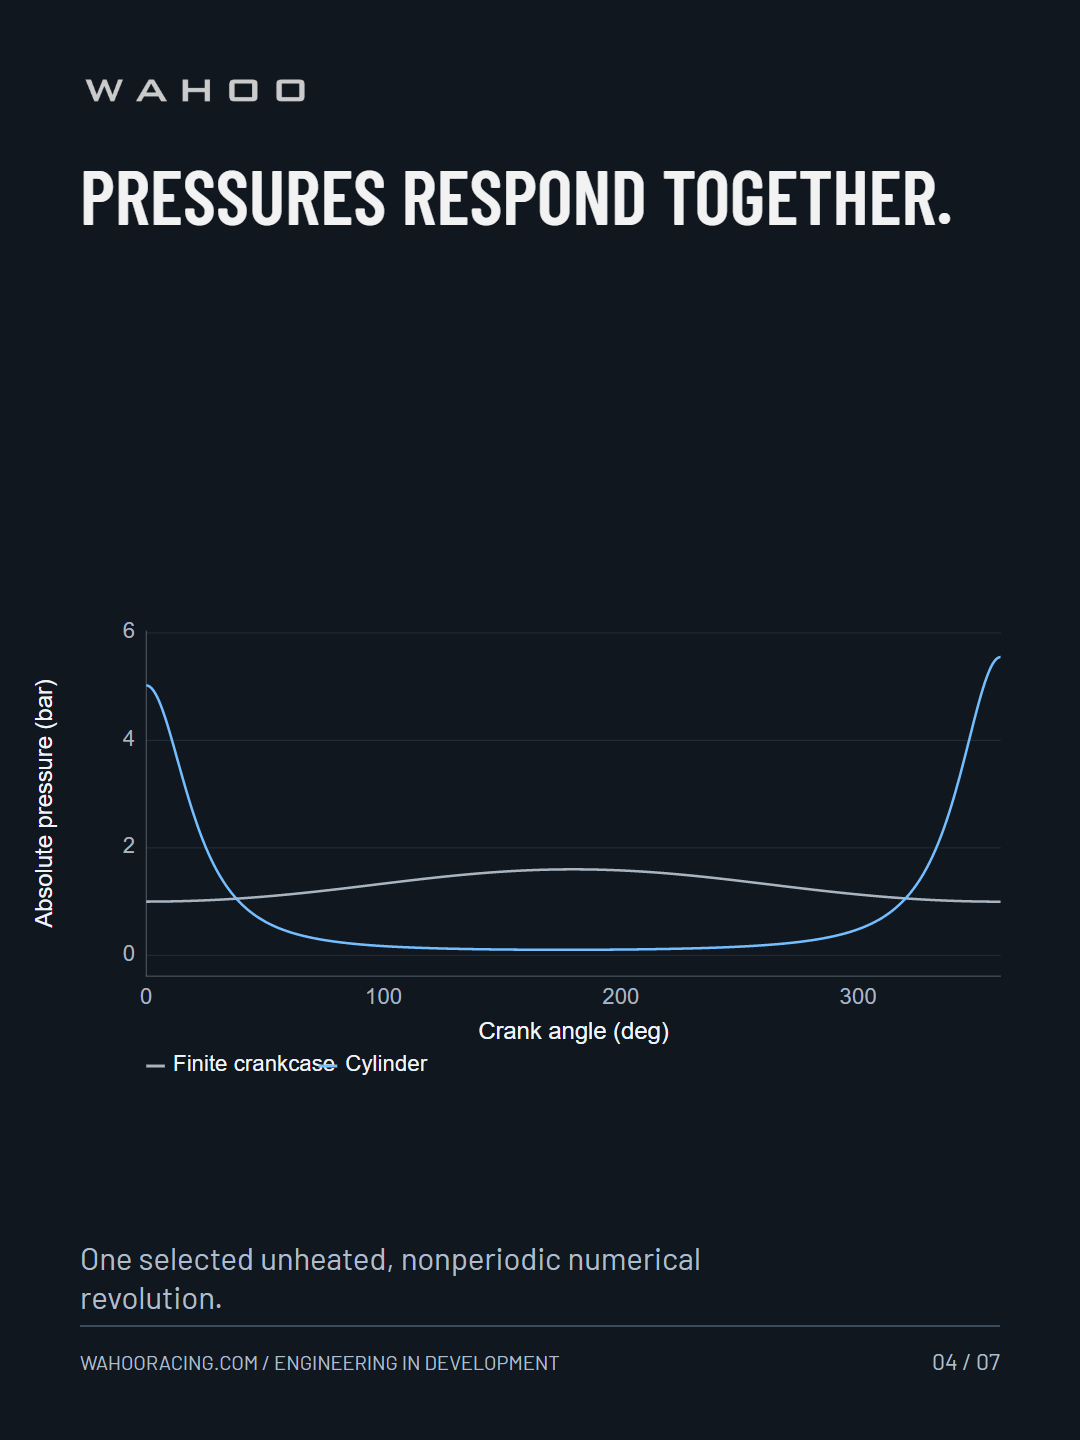 WAHOO
PRESSURES RESPOND TOGETHER.
6
4
2
0
Absolute pressure (bar)
0 100 200 300
Crank angle (deg)
Finite crankcase Cylinder
One selected unheated, nonperiodic numerical
revolution.
WAHOORACING.COM / ENGINEERING IN DEVELOPMENT 04 / 07